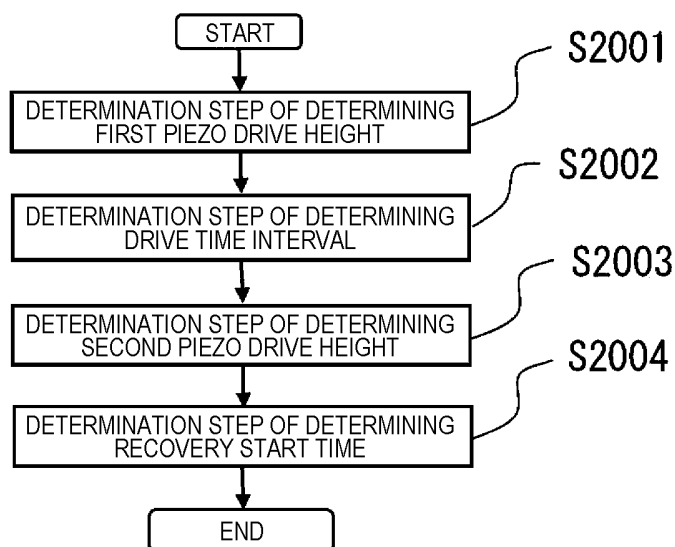 START
S2001
DETERMINATION STEP OF DETERMINING
FIRST PIEZO DRIVE HEIGHT
S2002
DETERMINATION STEP OF DETERMINING
DRIVE TIME INTERVAL
S2003
DETERMINATION STEP OF DETERMINING
SECOND PIEZO DRIVE HEIGHT
S2004
DETERMINATION STEP OF DETERMINING
RECOVERY START TIME
END